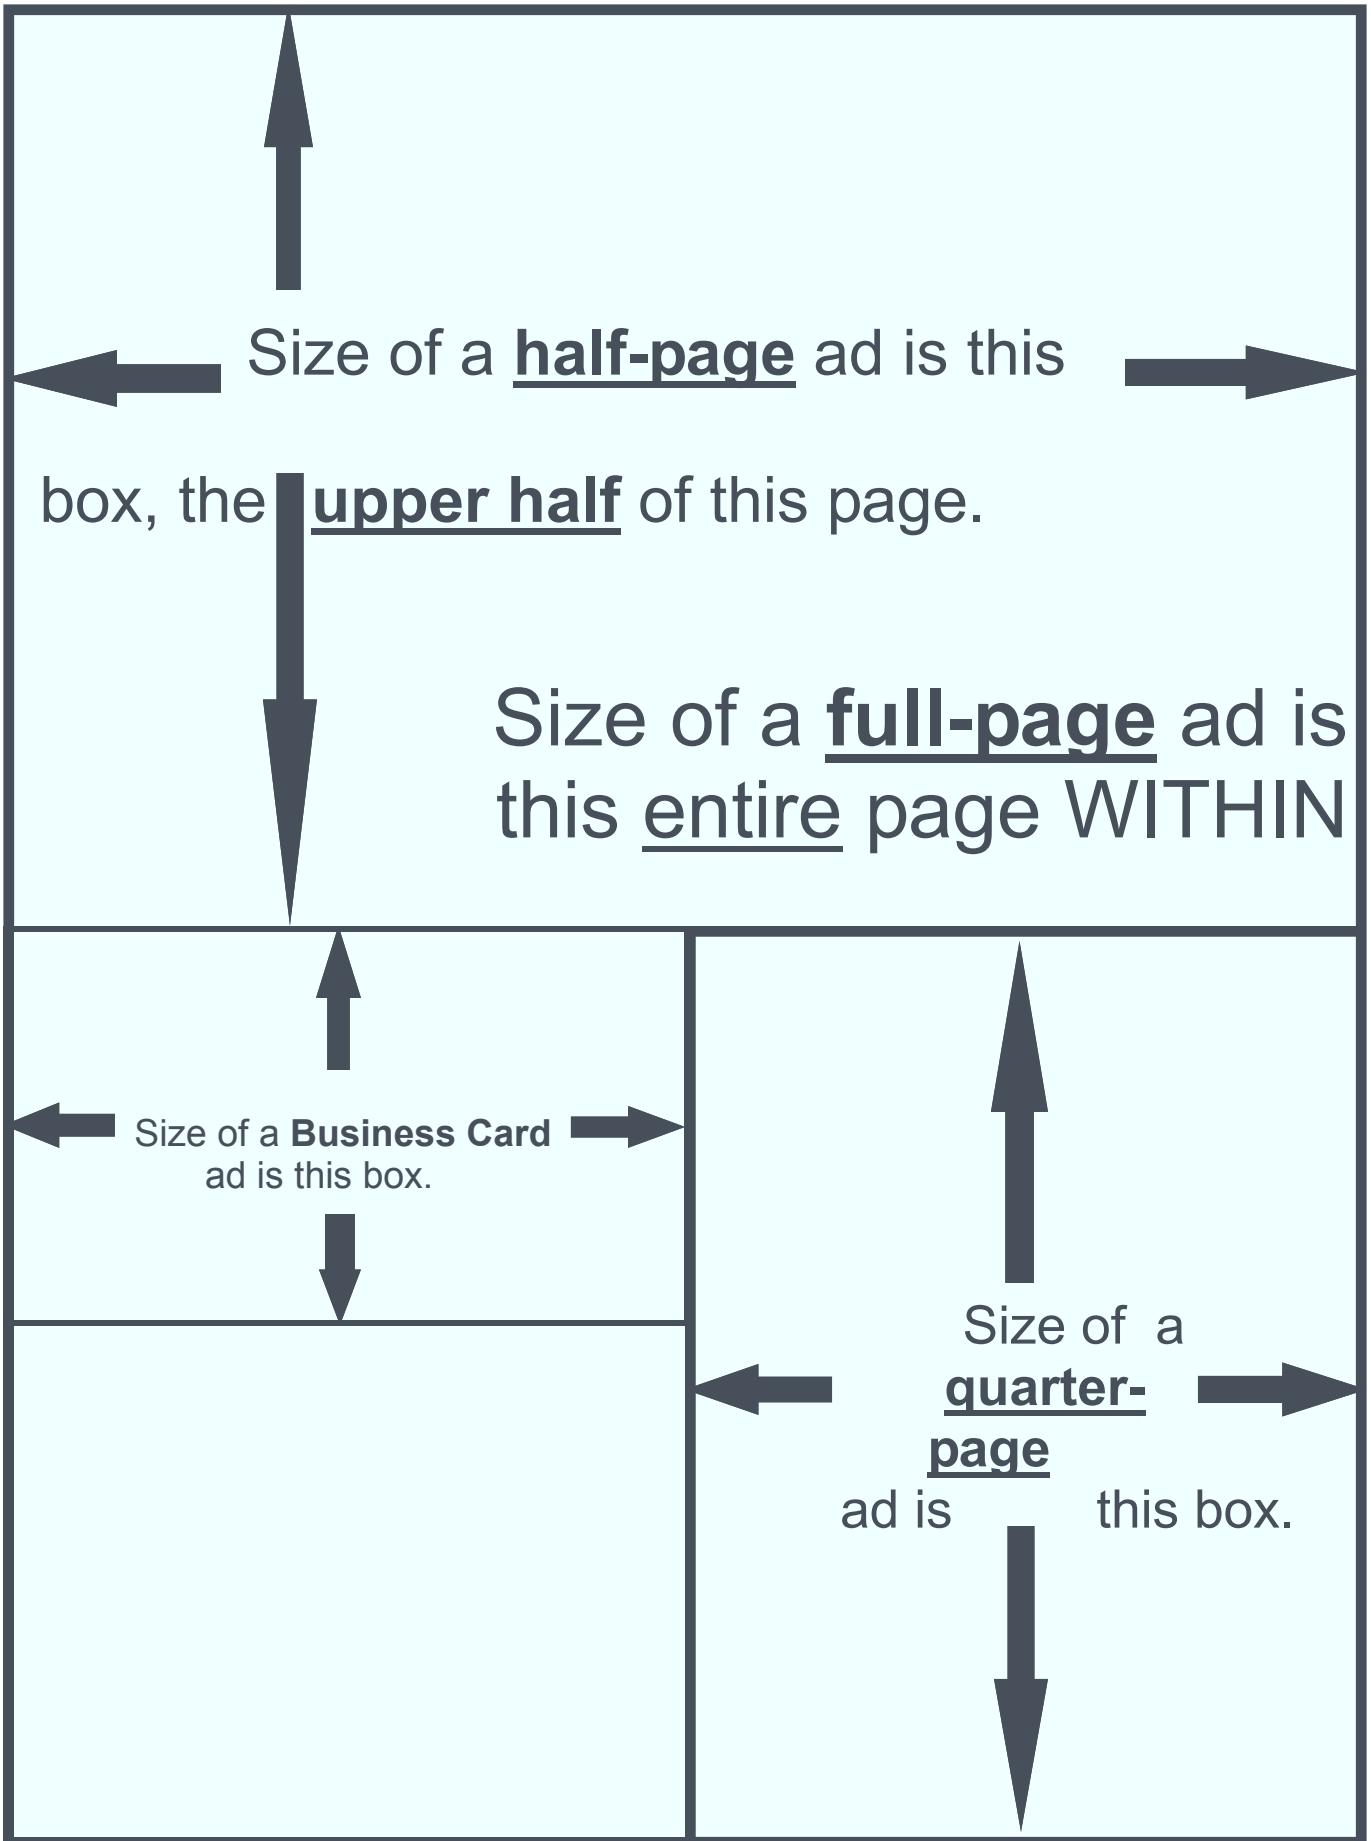 Size of a half-page ad is this
box, the upper half of this page.
Size of a full-page ad is
this entire page WITHIN
Size of a Business Card
ad is this box.
Size of a
quarter-
page
ad is this box.